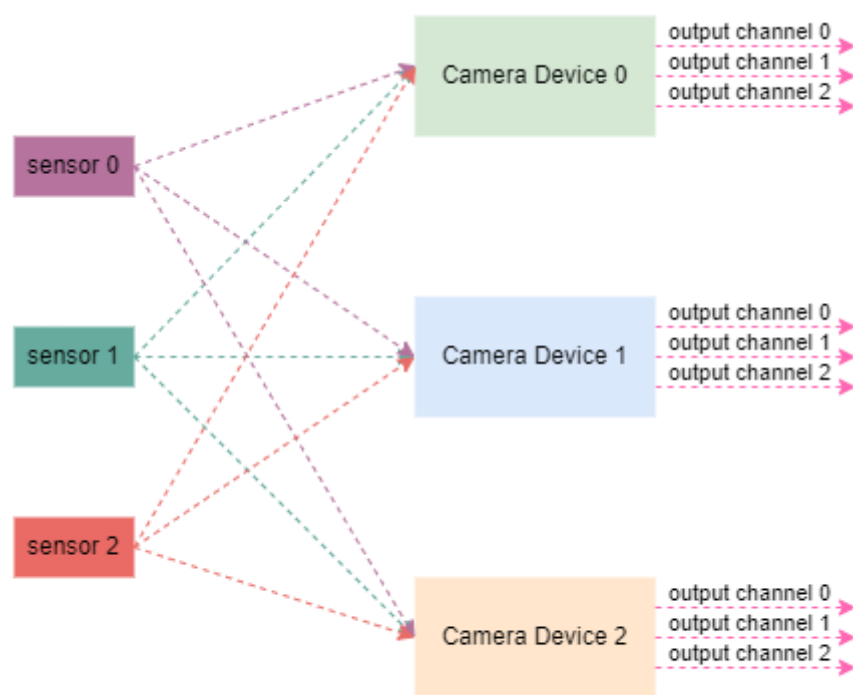 sensor 0
sensor 1
sensor 2
Camera Device 0
output channel 0
output channel 1
output channel 2
Camera Device 1
output channel 0
output channel 1
output channel 2
Camera Device 2
output channel 0
output channel 1
output channel 2